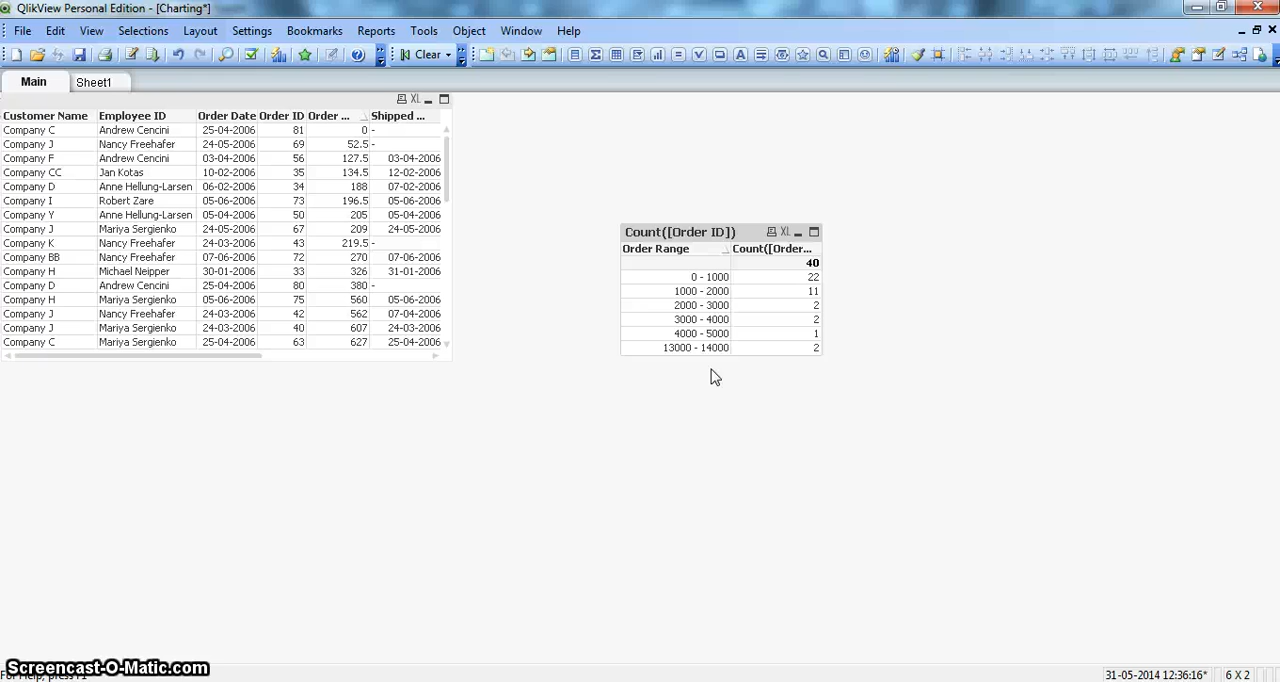 QlikView Personal Edition - [Charting*]
File Edit View Selections Layout Settings Bookmarks Reports Tools Object Window Help
Clear
Main Sheet1
XL
Customer Name Employee ID Order Date Order ID Order ... Shipped ...
Company C Andrew Cencini 25-04-2006 81 0 -
Company J Nancy Freehafer 24-05-2006 69 52.5 -
Company F Andrew Cencini 03-04-2006 56 127.5 03-04-2006
Company CC Jan Kotas 10-02-2006 35 134.5 12-02-2006
Company D Anne Hellung-Larsen 06-02-2006 34 188 07-02-2006
Company I Robert Zare 05-06-2006 73 196.5 05-06-2006
Company Y Anne Hellung-Larsen 05-04-2006 50 205 05-04-2006
Company J Mariya Sergienko 24-05-2006 67 209 24-05-2006
Company K Nancy Freehafer 24-03-2006 43 219.5 -
Company BB Nancy Freehafer 07-06-2006 72 270 07-06-2006
Company H Michael Neipper 30-01-2006 33 326 31-01-2006
Company D Andrew Cencini 25-04-2006 80 380 -
Company H Mariya Sergienko 05-06-2006 75 560 05-06-2006
Company J Nancy Freehafer 24-03-2006 42 562 07-04-2006
Company J Mariya Sergienko 24-03-2006 40 607 24-03-2006
Company C Mariya Sergienko 25-04-2006 63 627 25-04-2006
Count([Order ID]) XL
Order Range Count([Order...
40
0 - 1000 22
1000 - 2000 11
2000 - 3000 2
3000 - 4000 2
4000 - 5000 1
13000 - 14000 2
Screencast-O-Matic.com
For Help, press F1
31-05-2014 12:36:16* 6 X 2